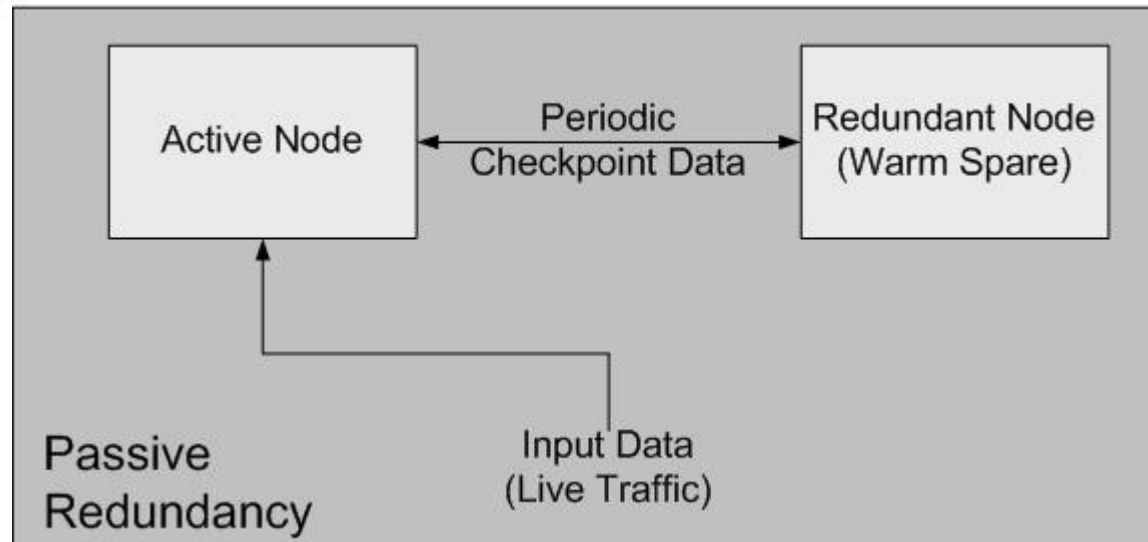 Active Node
Periodic
Checkpoint Data
Redundant Node
(Warm Spare)
Input Data
(Live Traffic)
Passive
Redundancy